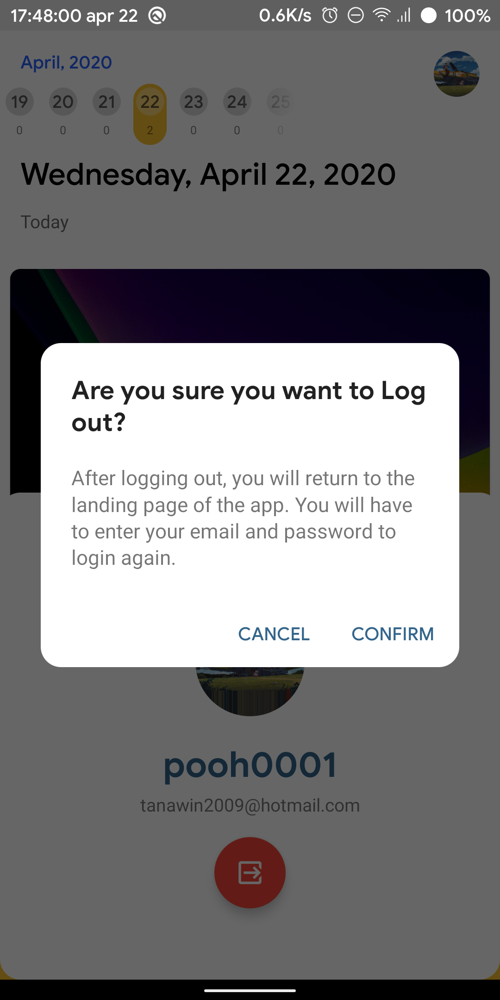 17:48:00 apr 22 0.6K/s 100%
April, 2020
19 20 21 22 23 24 25
0 0 0 2 0 0 0
Wednesday, April 22, 2020
Today
Are you sure you want to Log
out?
After logging out, you will return to the
landing page of the app. You will have
to enter your email and password to
login again.
CANCEL CONFIRM
pooh0001
tanawin2009@hotmail.com